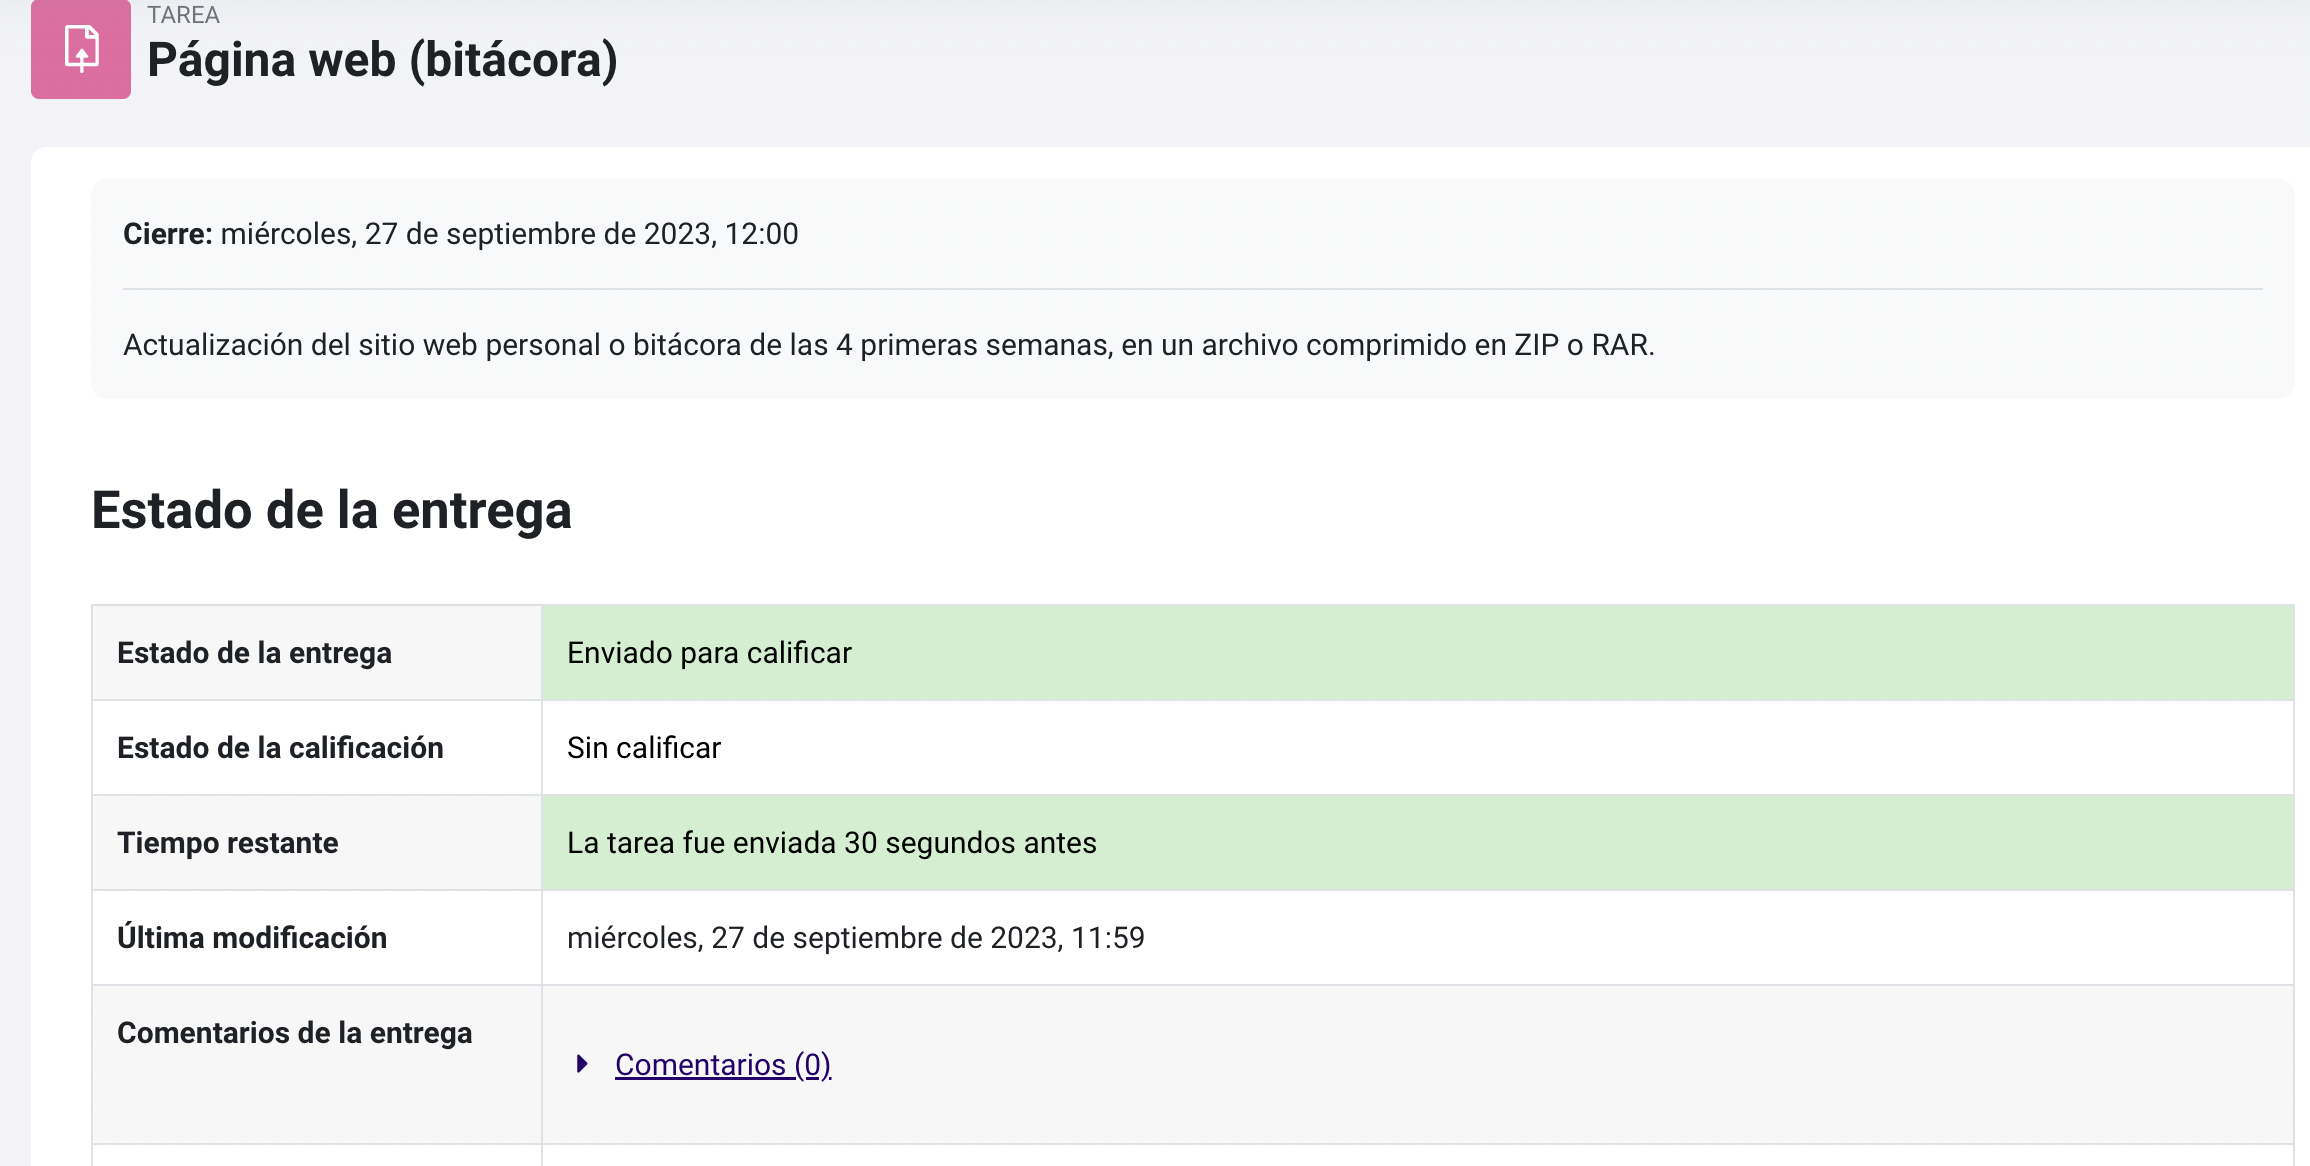 TAREA
Página web (bitácora)
Cierre: miércoles, 27 de septiembre de 2023, 12:00
Actualización del sitio web personal o bitácora de las 4 primeras semanas, en un archivo comprimido en ZIP o RAR.
Estado de la entrega
Estado de la entrega Enviado para calificar
Estado de la calificación Sin calificar
Tiempo restante La tarea fue enviada 30 segundos antes
Última modificación miércoles, 27 de septiembre de 2023, 11:59
Comentarios de la entrega
Comentarios (0)